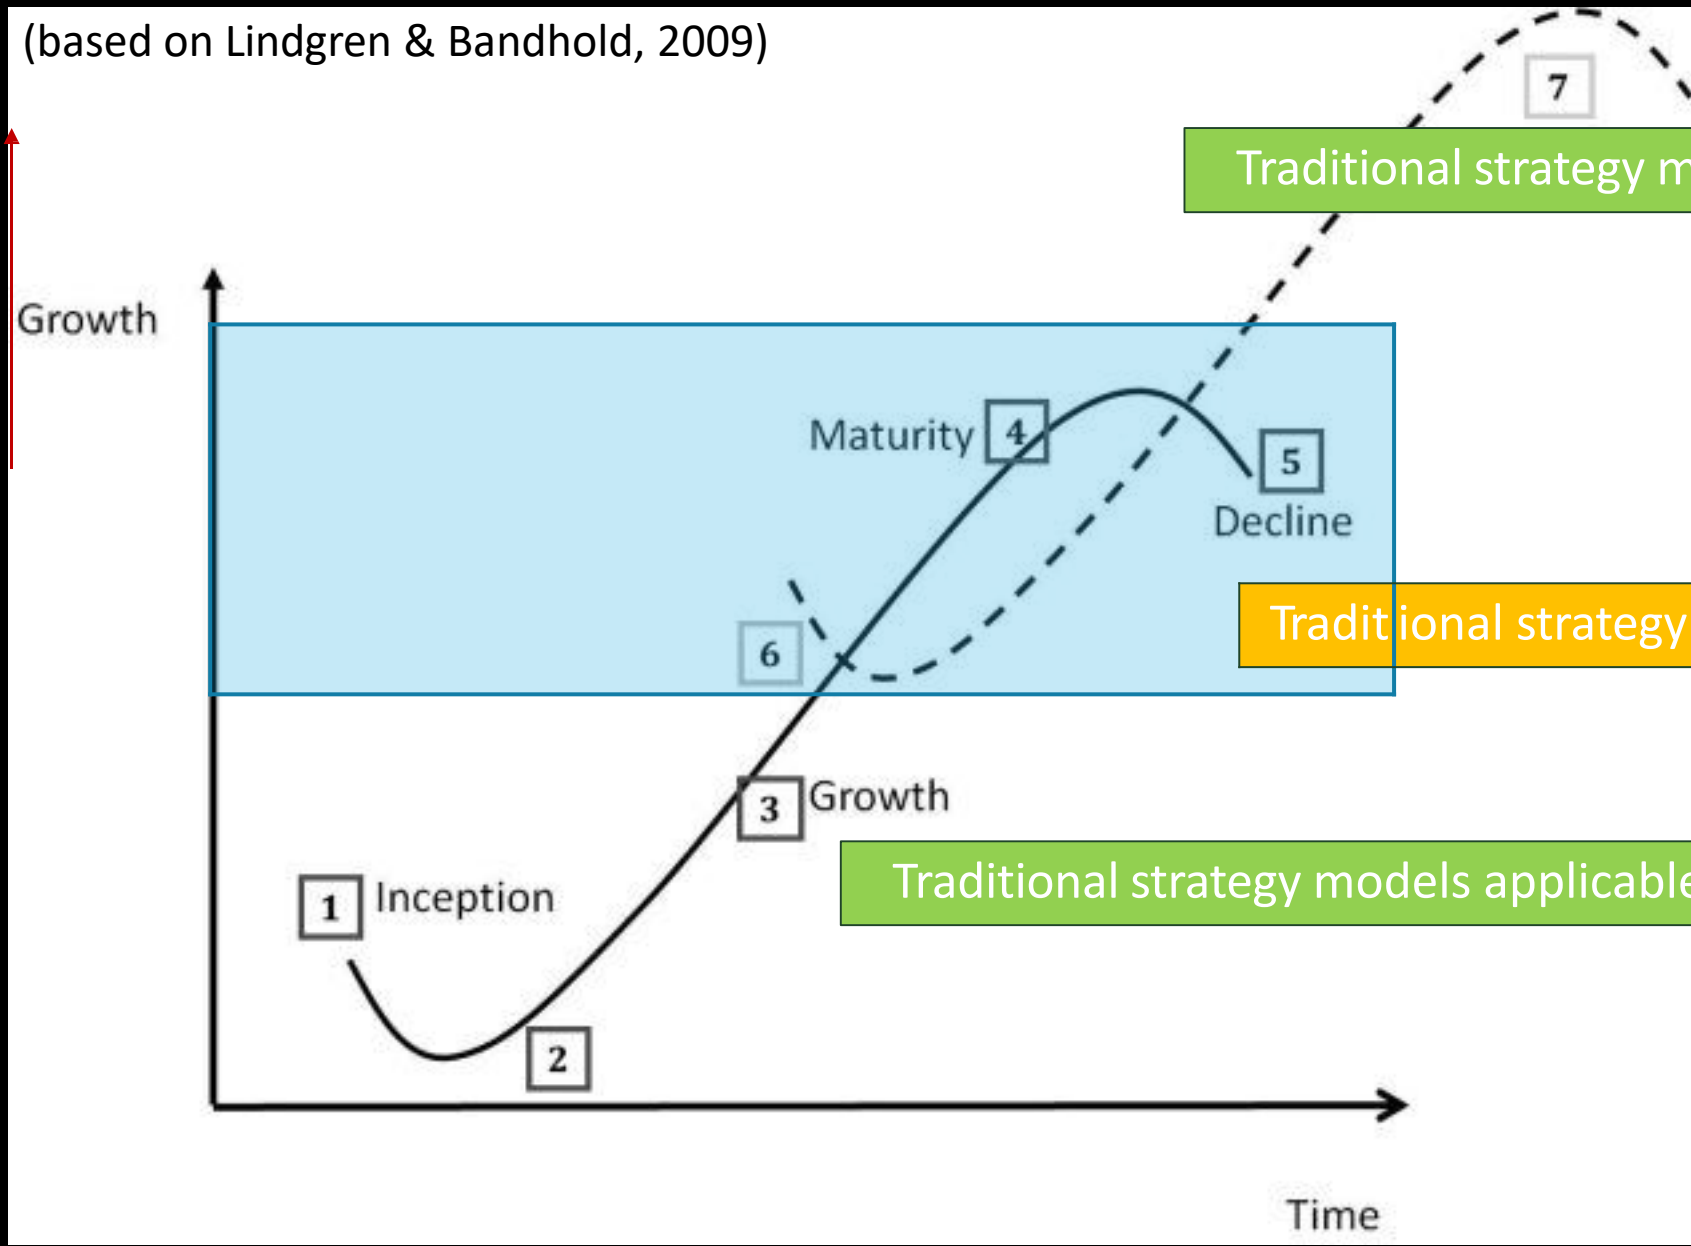 (based on Lindgren & Bandhold, 2009)
7
Traditional strategy m
Growth
Maturity 4
5
Decline
Traditional strategy
6
3 Growth
Traditional strategy models applicable
1 Inception
2
Time